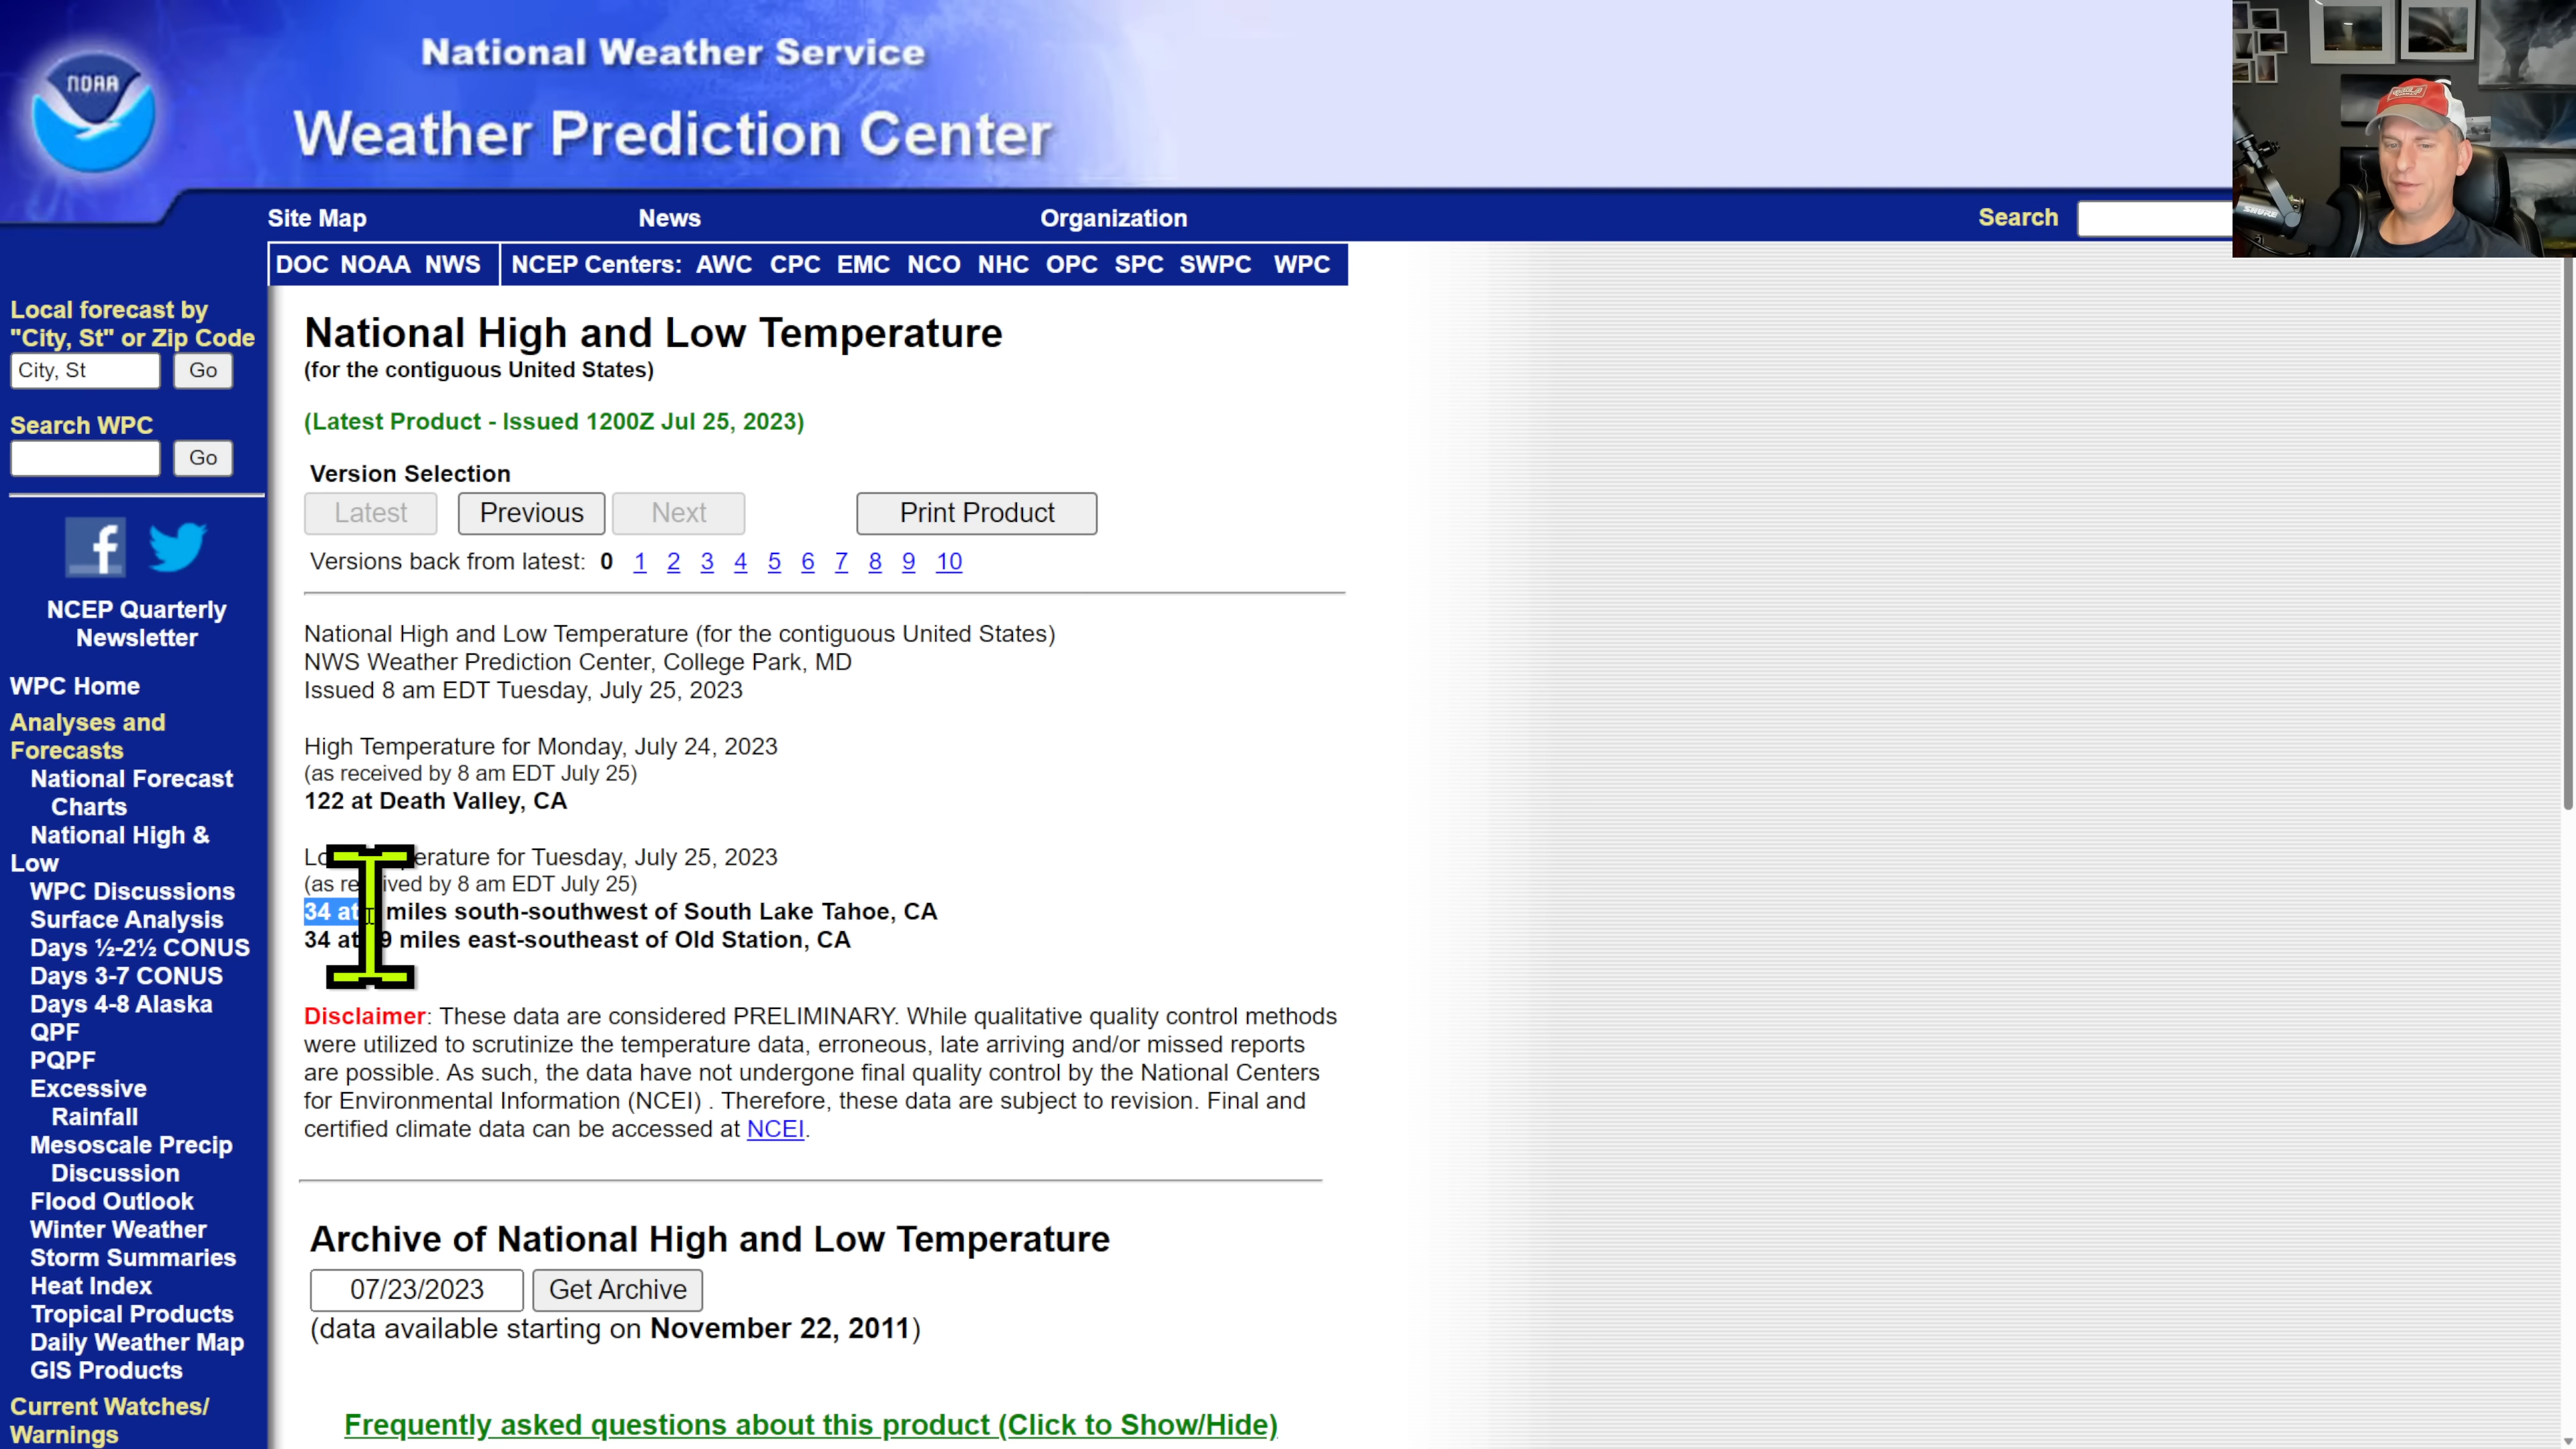 NOAA
National Weather Service
Weather Prediction Center
Site Map News Organization Search
DOC NOAA NWS NCEP Centers: AWC CPC EMC NCO NHC OPC SPC SWPC WPC
Local forecast by
"City, St" or Zip Code
City, St Go
Search WPC
Go
NCEP Quarterly
Newsletter
WPC Home
Analyses and
Forecasts
National Forecast
Charts
National High &
Low
WPC Discussions
Surface Analysis
Days ½-2½ CONUS
Days 3-7 CONUS
Days 4-8 Alaska
QPF
PQPF
Excessive
Rainfall
Mesoscale Precip
Discussion
Flood Outlook
Winter Weather
Storm Summaries
Heat Index
Tropical Products
Daily Weather Map
GIS Products
Current Watches/
Warnings
National High and Low Temperature
(for the contiguous United States)
(Latest Product - Issued 1200Z Jul 25, 2023)
Version Selection
Latest Previous Next Print Product
Versions back from latest: 0 1 2 3 4 5 6 7 8 9 10
National High and Low Temperature (for the contiguous United States)
NWS Weather Prediction Center, College Park, MD
Issued 8 am EDT Tuesday, July 25, 2023
High Temperature for Monday, July 24, 2023
(as received by 8 am EDT July 25)
122 at Death Valley, CA
for Tuesday, July 25, 2023
(as received by 8 am EDT July 25)
34 at miles south-southwest of South Lake Tahoe, CA
34 at miles east-southeast of Old Station, CA
Disclaimer: These data are considered PRELIMINARY. While qualitative quality control methods
were utilized to scrutinize the temperature data, erroneous, late arriving and/or missed reports
are possible. As such, the data have not undergone final quality control by the National Centers
for Environmental Information (NCEI) . Therefore, these data are subject to revision. Final and
certified climate data can be accessed at NCEI.
Archive of National High and Low Temperature
07/23/2023 Get Archive
(data available starting on November 22, 2011)
Frequently asked questions about this product (Click to Show/Hide)
SHURE